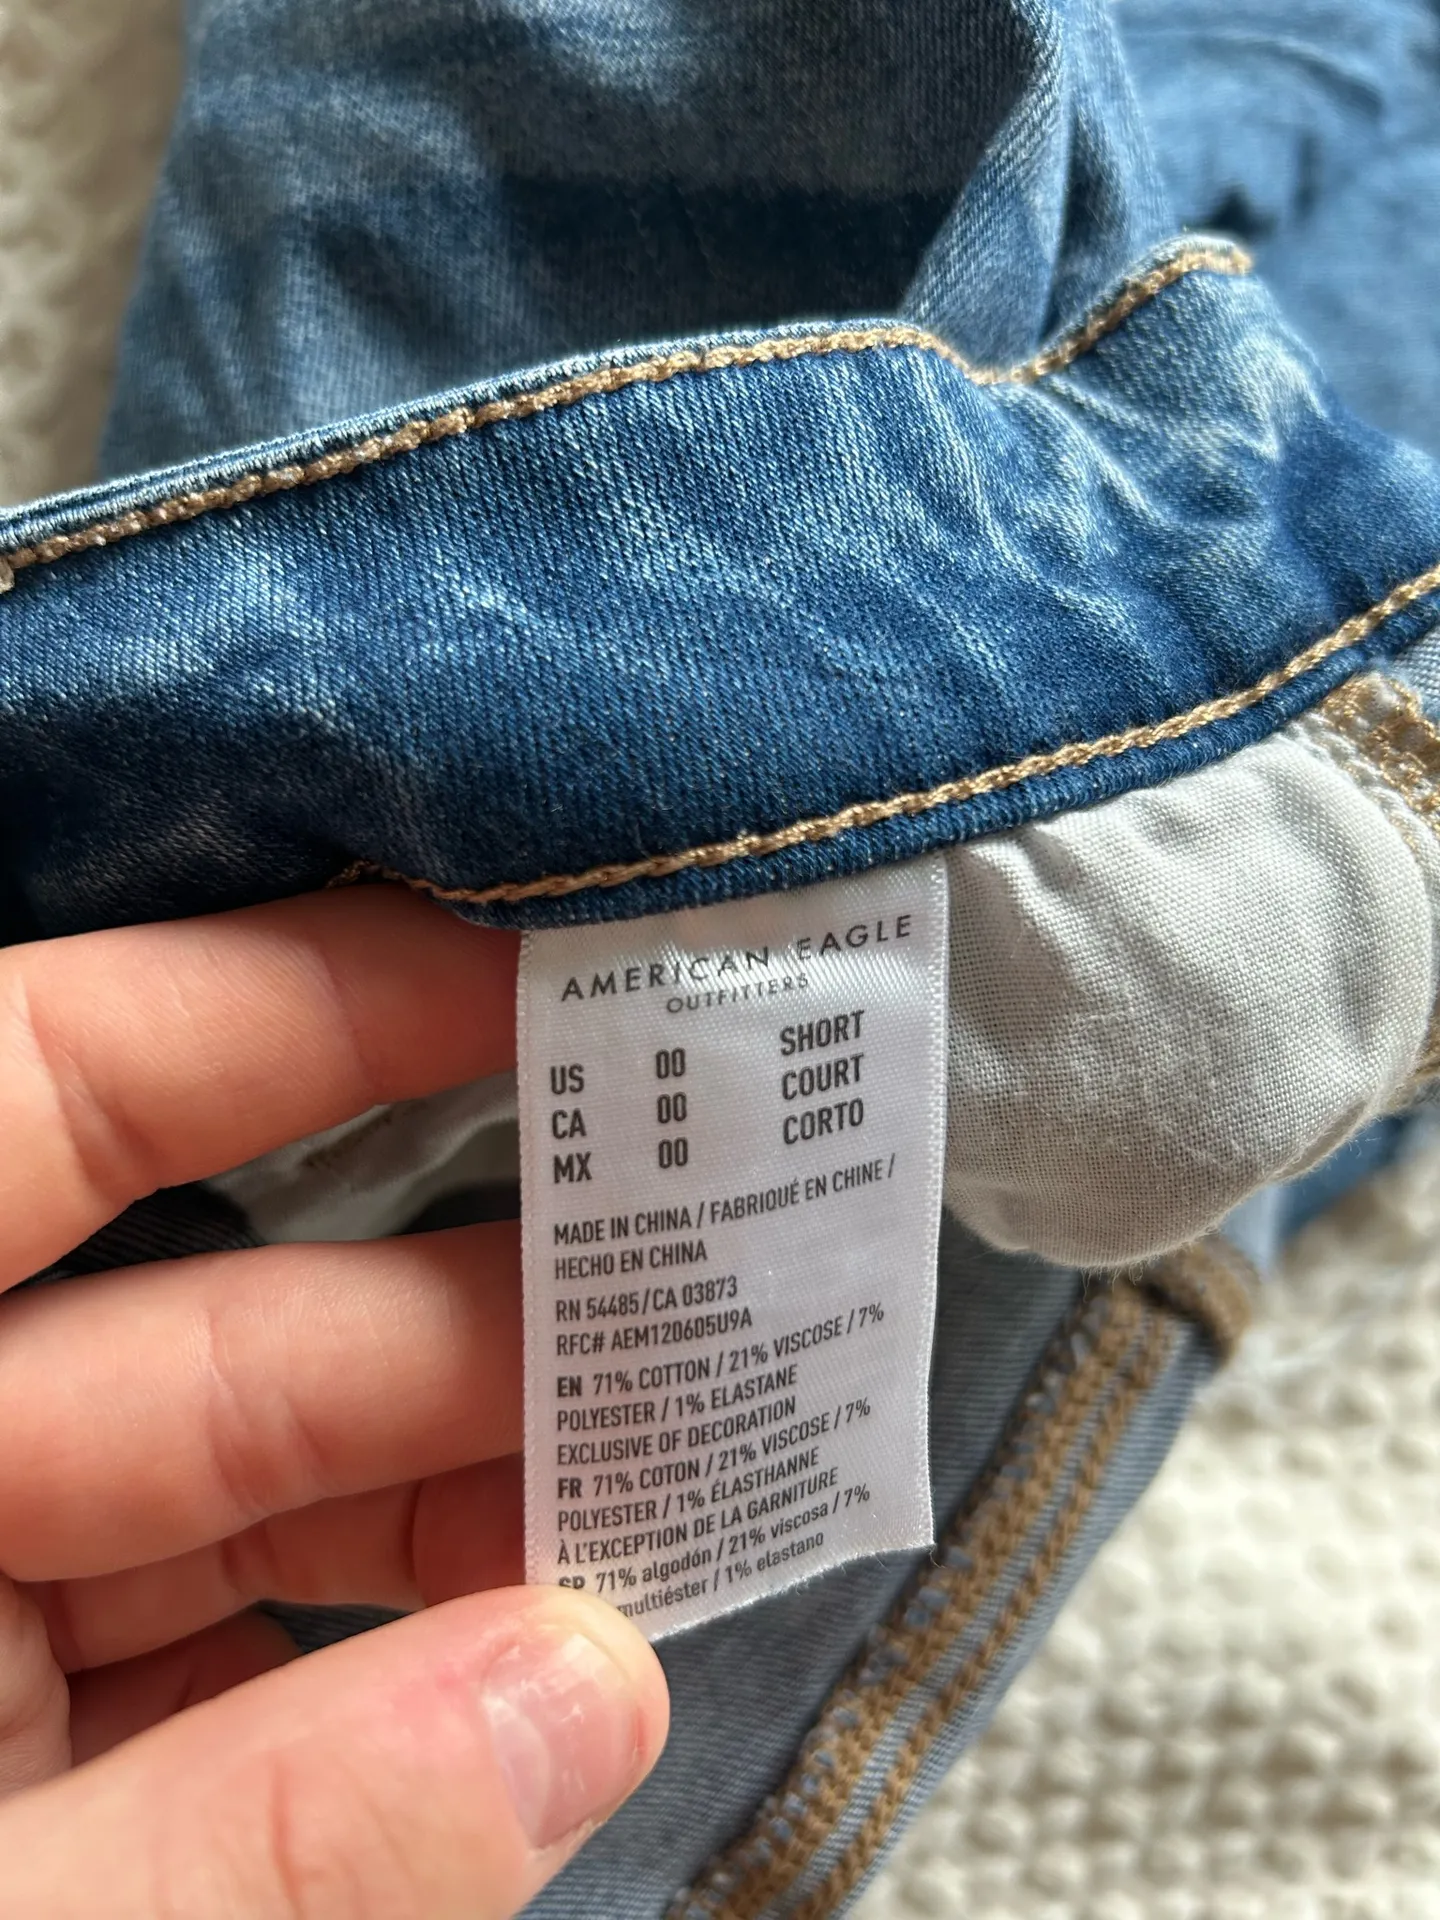 AMERICAN EAGLE
OUTFITTERS
US 00 SHORT
CA 00 COURT
MX 00 CORTO
MADE IN CHINA / FABRIQUÉ EN CHINE /
HECHO EN CHINA
RN 54485/CA 03873
RFC# AEM120605U9A
EN 71% COTTON / 21% VISCOSE / 7%
POLYESTER / 1% ELASTANE
EXCLUSIVE OF DECORATION
FR 71% COTON / 21% VISCOSE / 7%
POLYESTER / 1% ÉLASTHANNE
À L'EXCEPTION DE LA GARNITURE
SP 71% algodón / 21% viscosa / 7%
multiéster / 1% elastano